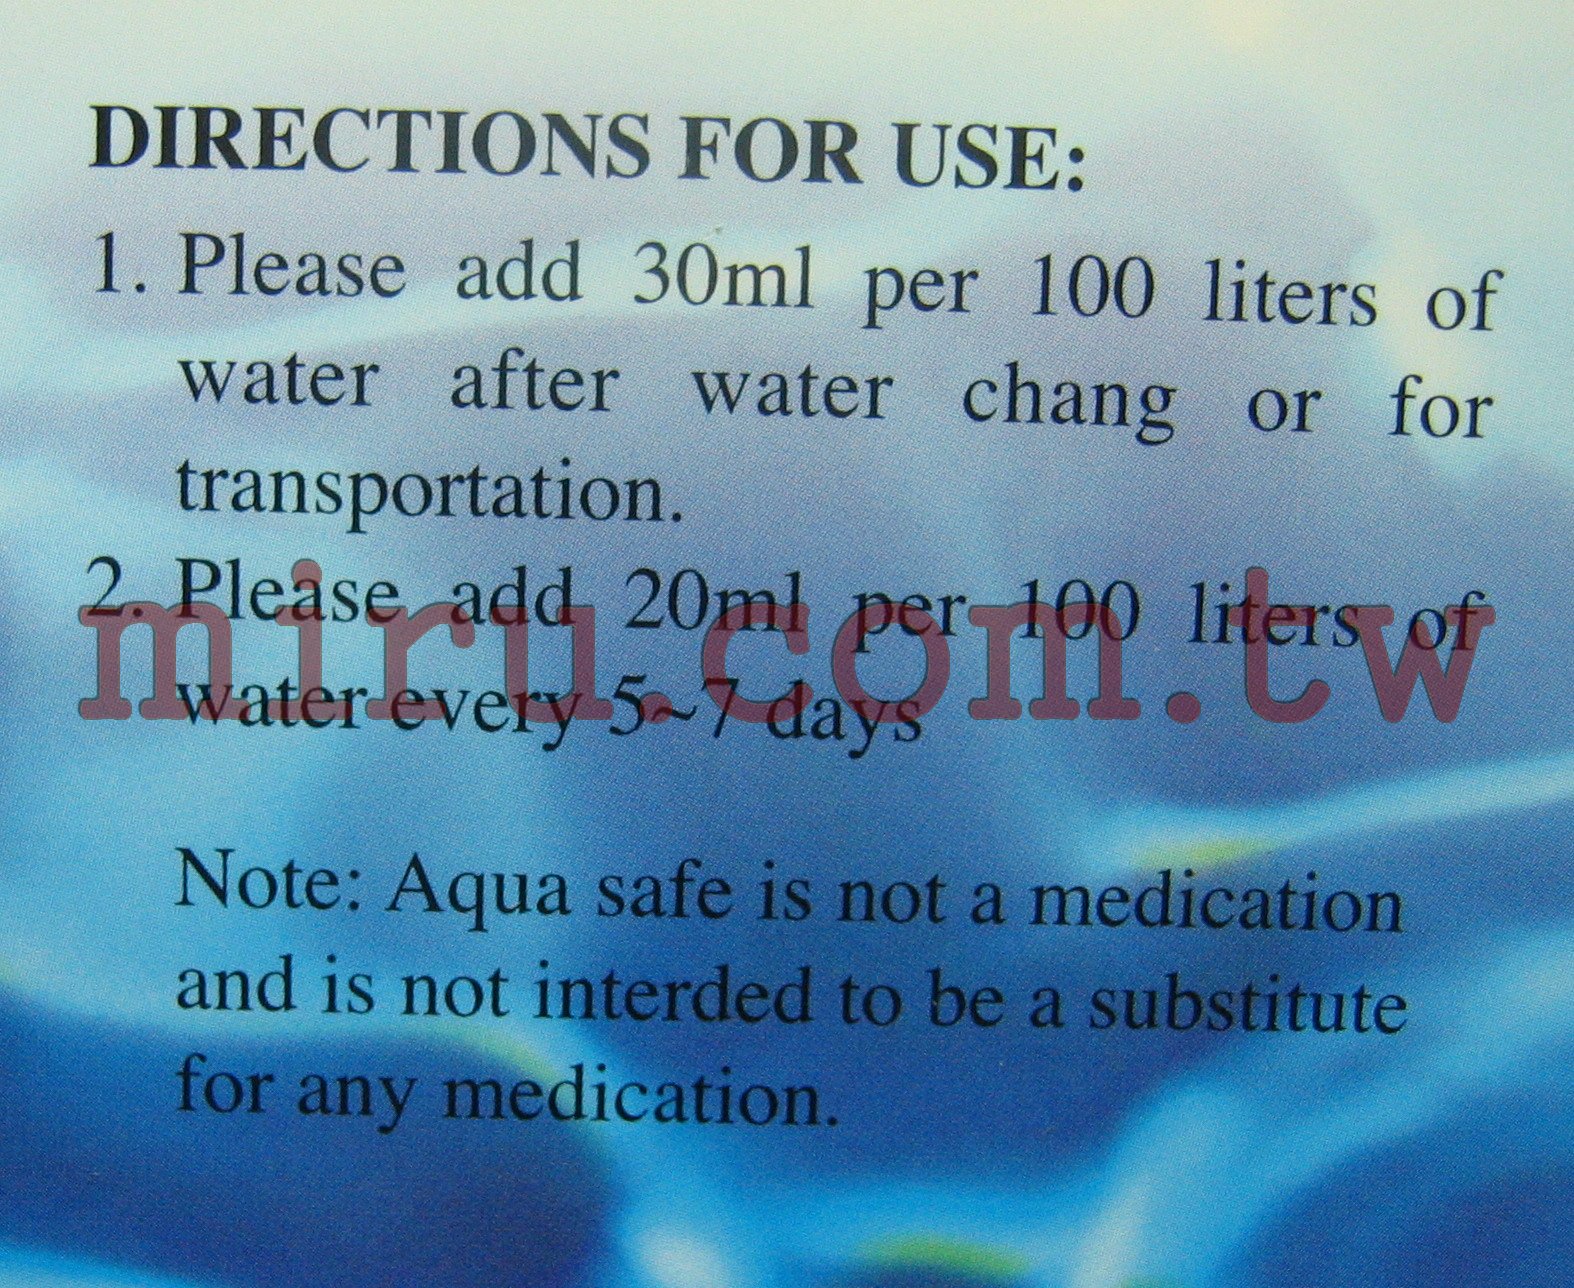 DIRECTIONS FOR USE:
1. Please add 30ml per 100 liters of
water after water chang or for
transportation.
2. Please add 20ml per 100 liters of
miru.com.tw
water every 5~7 days
Note: Aqua safe is not a medication
and is not interded to be a substitute
for any medication.